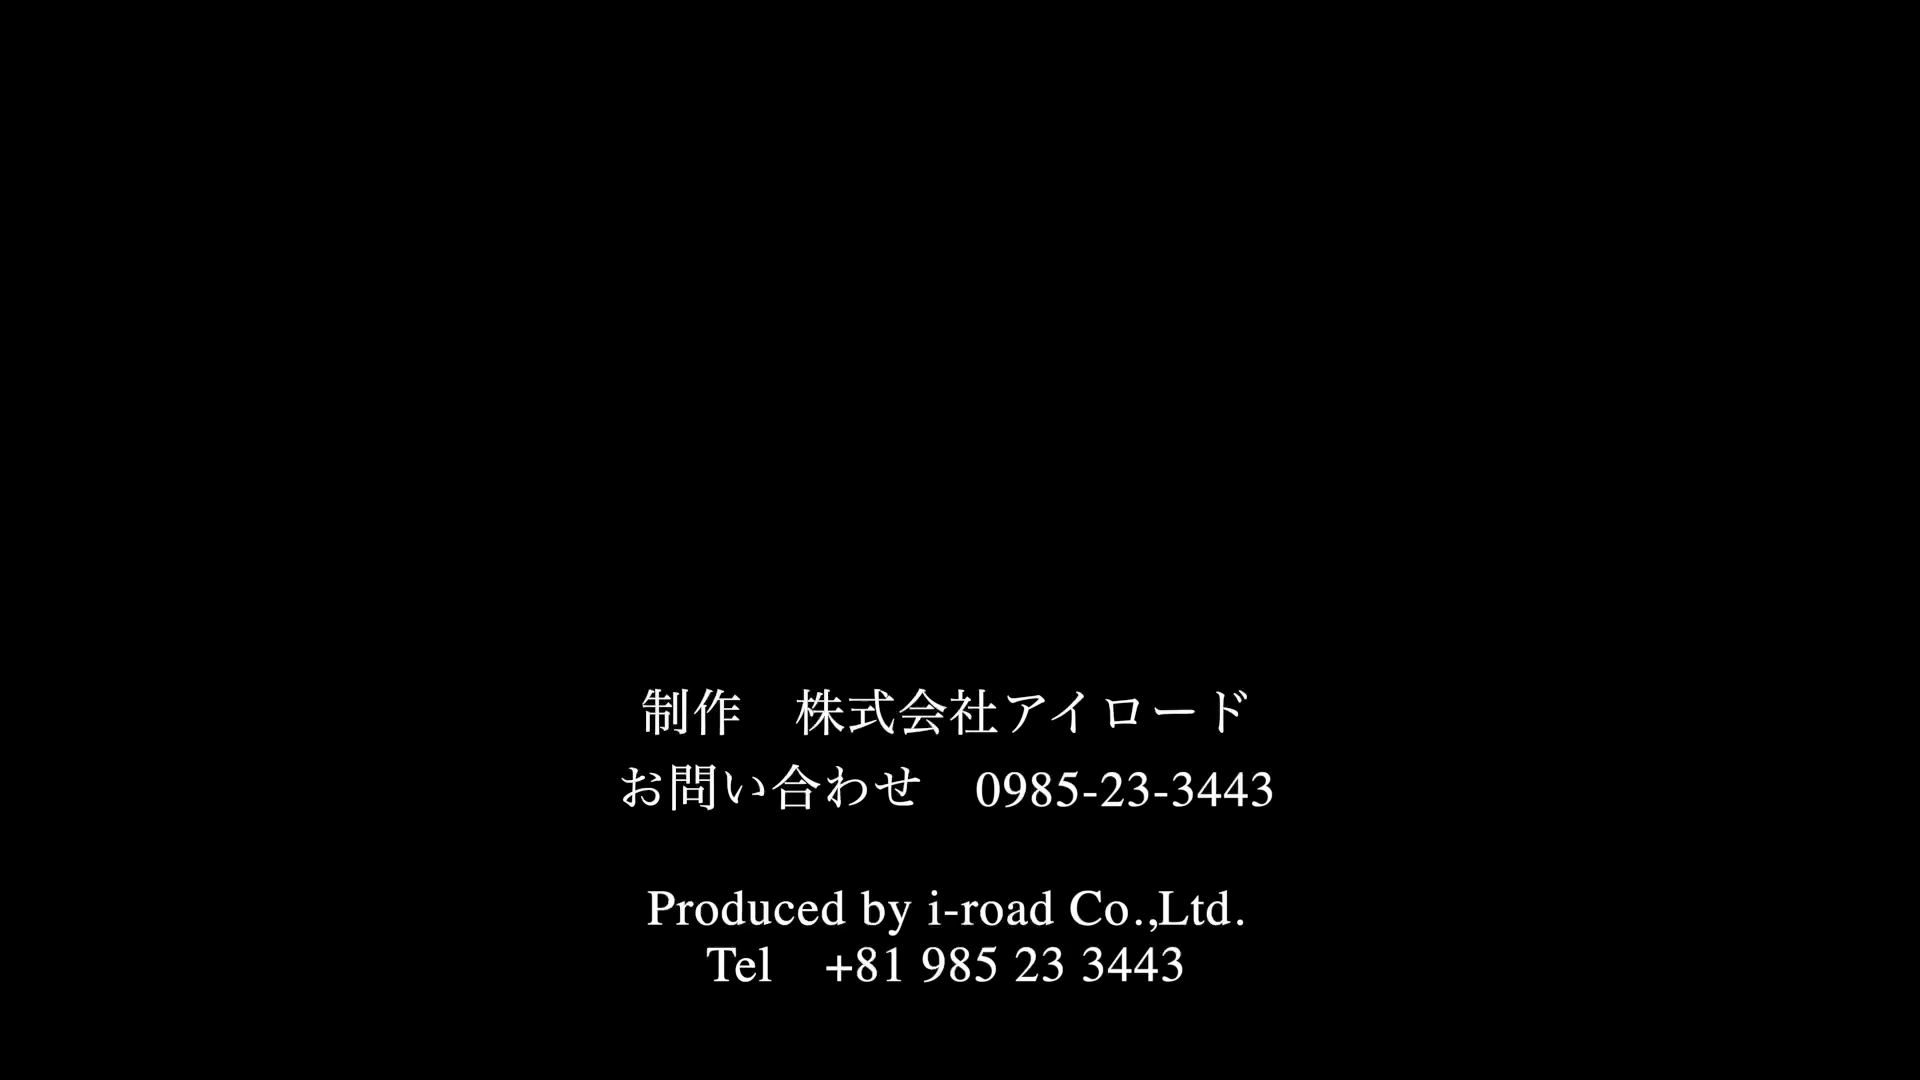 制作　株式会社アイロード
お問い合わせ　0985-23-3443
Produced by i-road Co.,Ltd.
Tel　+81 985 23 3443